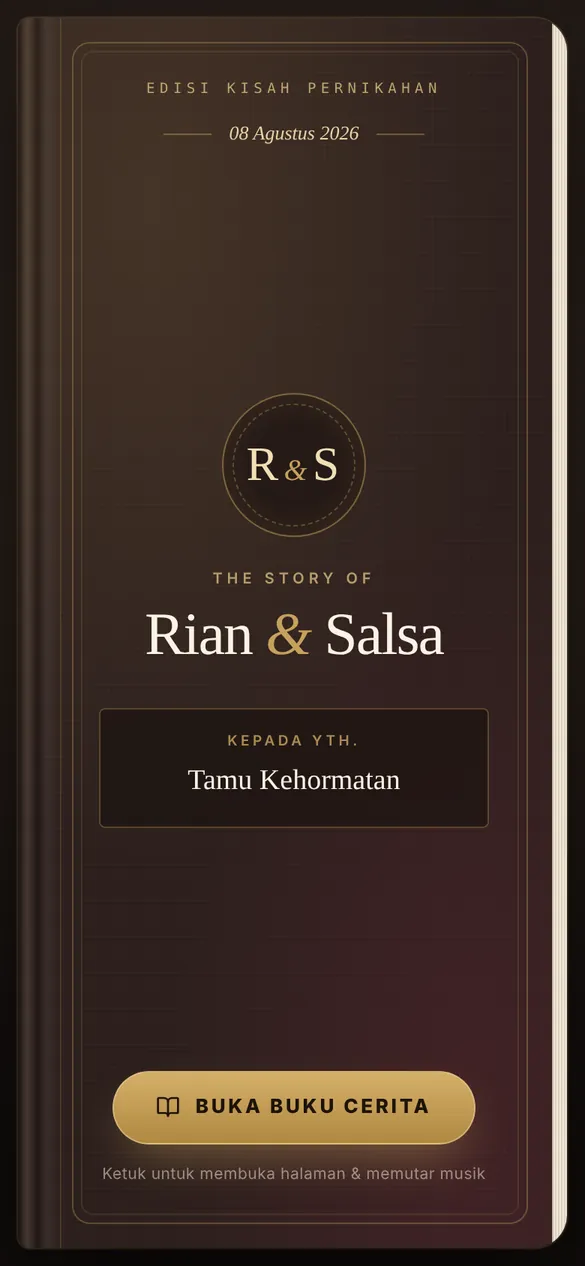 EDISI KISAH PERNIKAHAN
08 Agustus 2026
R & S
THE STORY OF
Rian & Salsa
KEPADA YTH.
Tamu Kehormatan
BUKA BUKU CERITA
Ketuk untuk membuka halaman & memutar musik